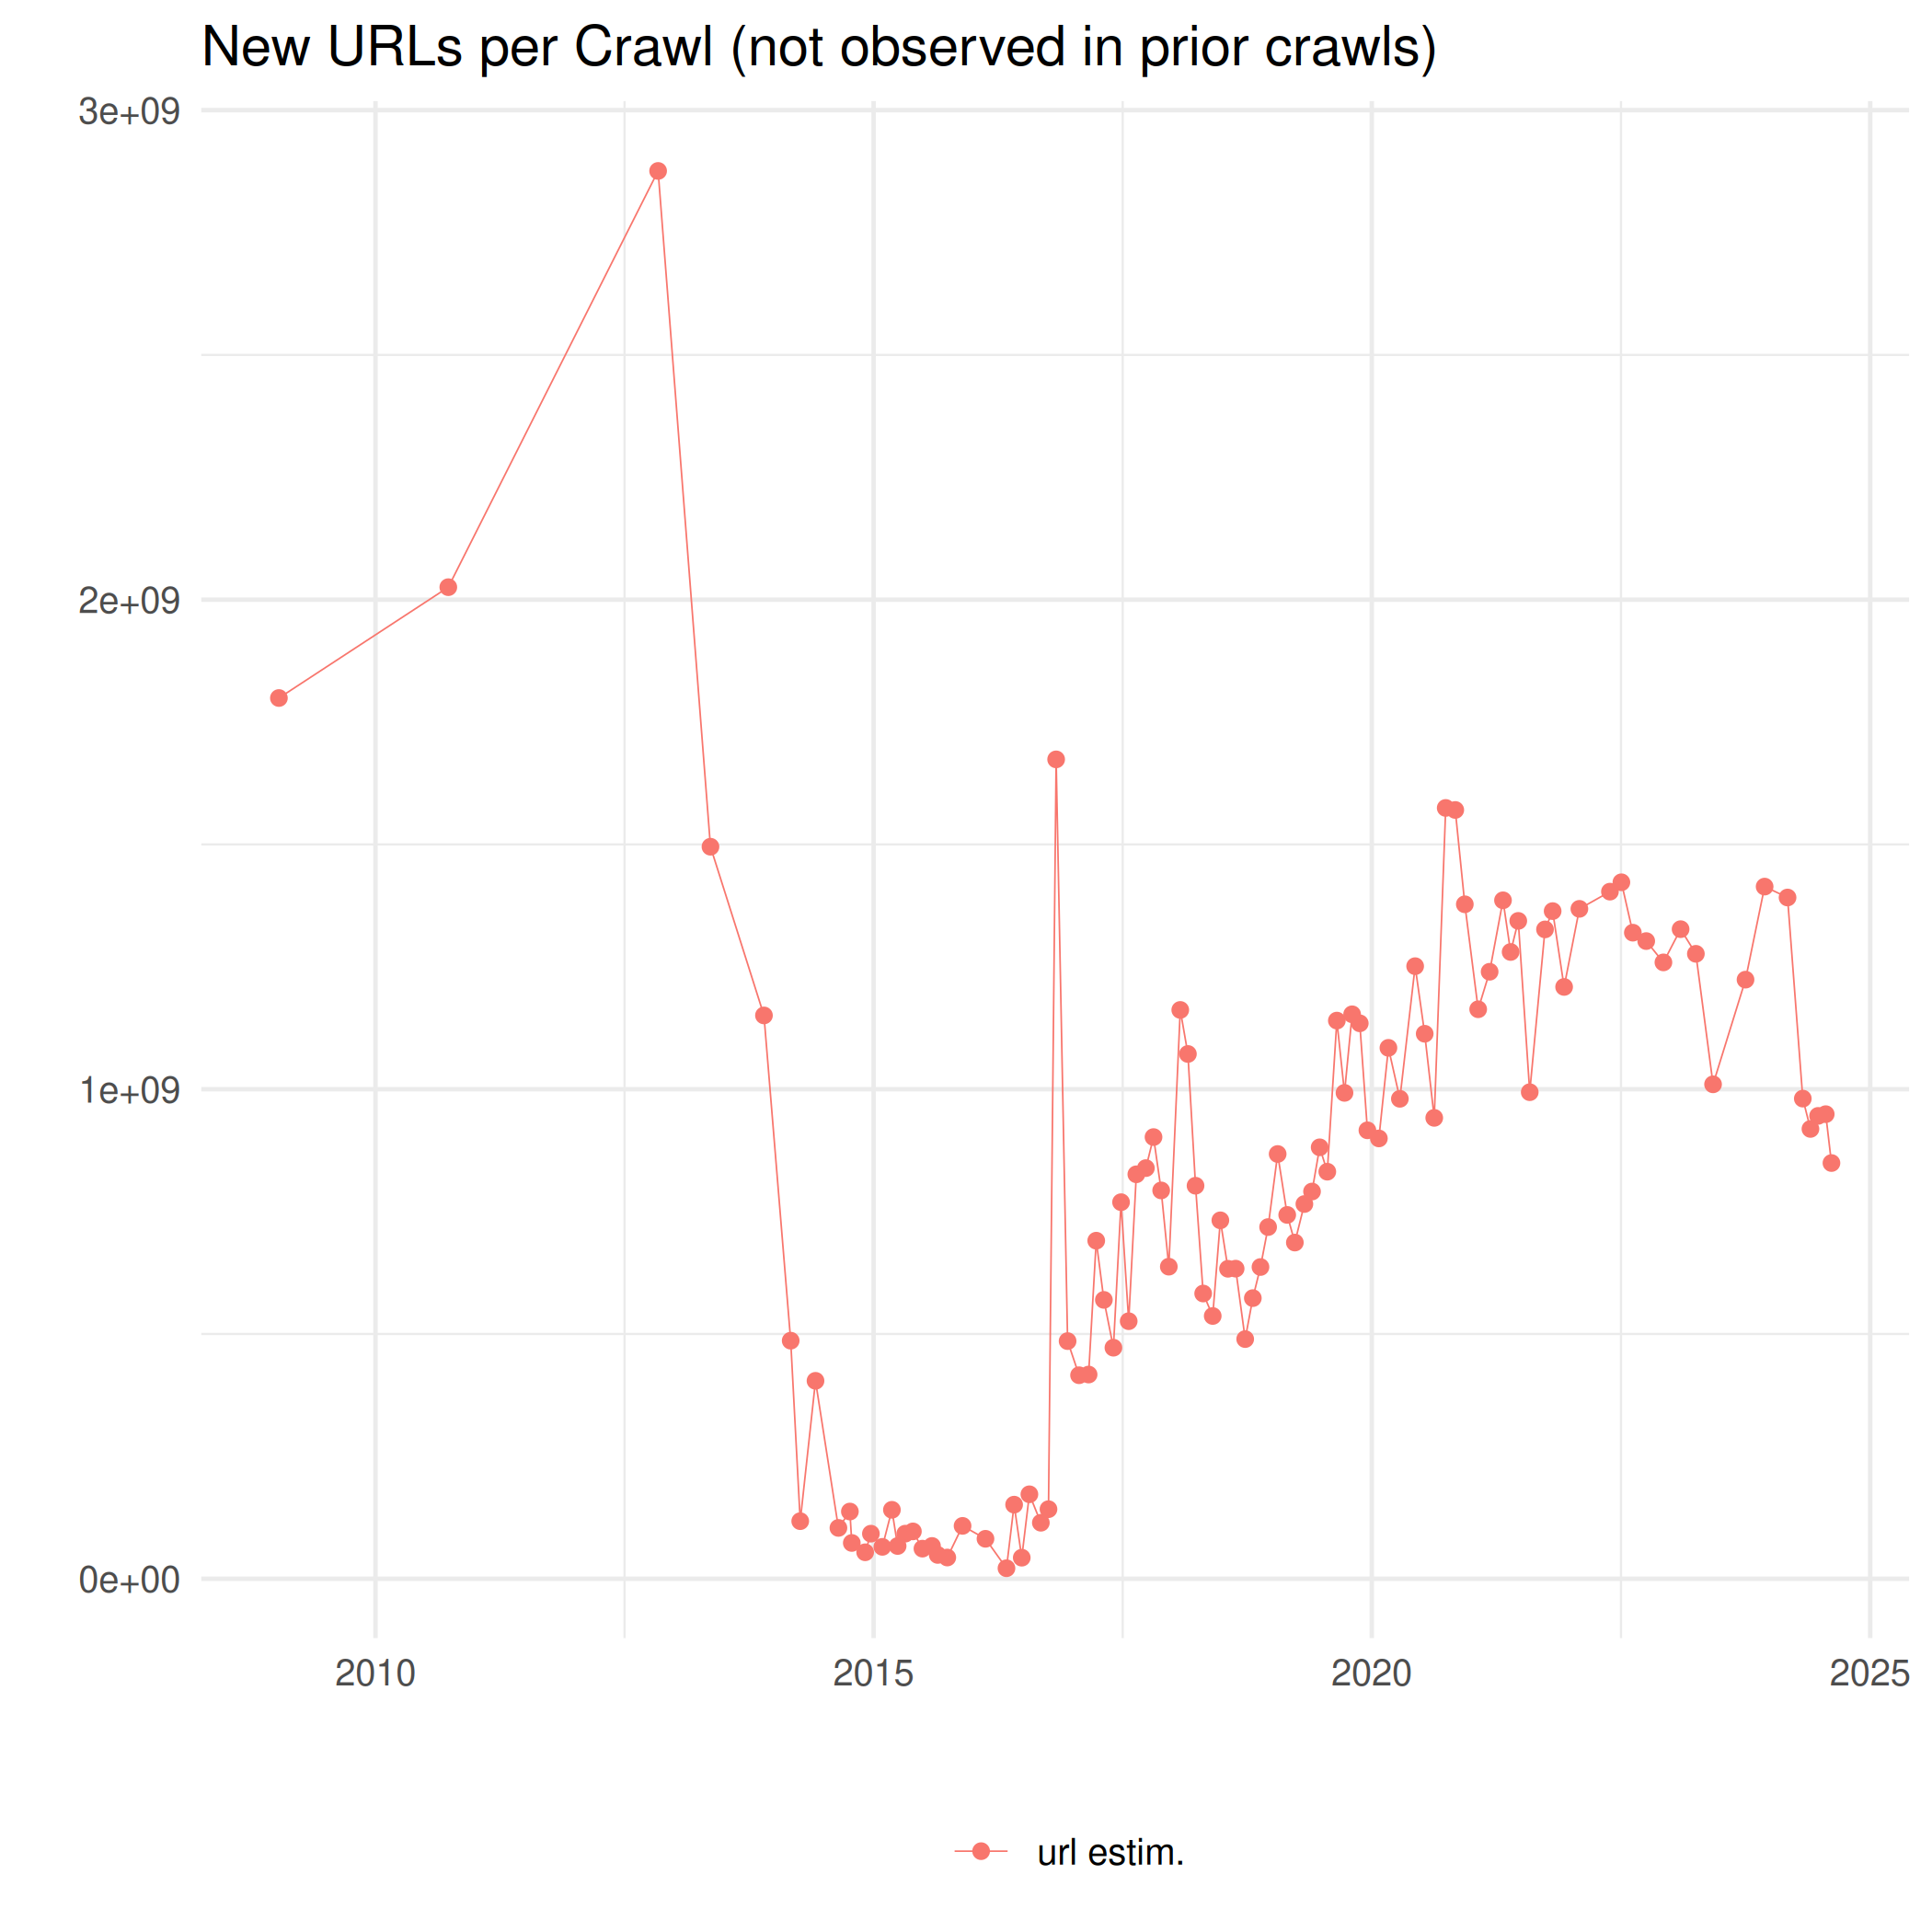 New URLs per Crawl (not observed in prior crawls)
3e+09
2e+09
1e+09
0e+00
2010 2015 2020 2025
url estim.